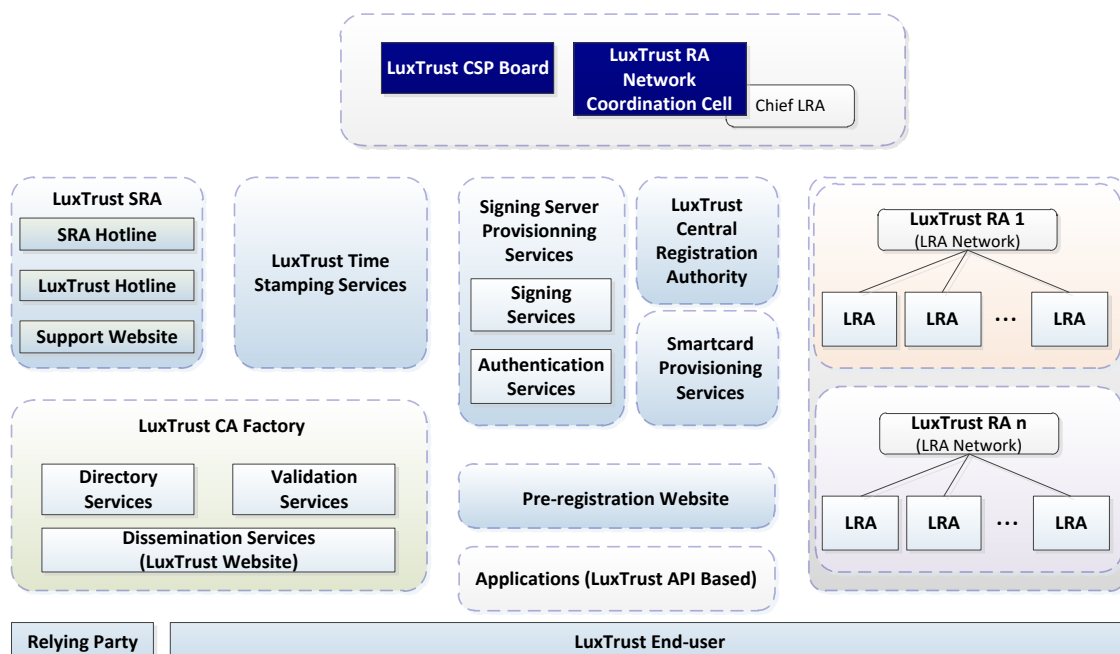 LuxTrust CSP Board
LuxTrust RA
Network
Coordination Cell
Chief LRA
LuxTrust SRA
SRA Hotline
LuxTrust Hotline
Support Website
LuxTrust Time
Stamping Services
Signing Server
Provisionning
Services
Signing
Services
Authentication
Services
LuxTrust
Central
Registration
Authority
Smartcard
Provisioning
Services
LuxTrust RA 1
(LRA Network)
LRA
LRA
...
LRA
LuxTrust RA n
(LRA Network)
LRA
LRA
...
LRA
LuxTrust CA Factory
Directory
Services
Validation
Services
Dissemination Services
(LuxTrust Website)
Pre-registration Website
Applications (LuxTrust API Based)
Relying Party
LuxTrust End-user